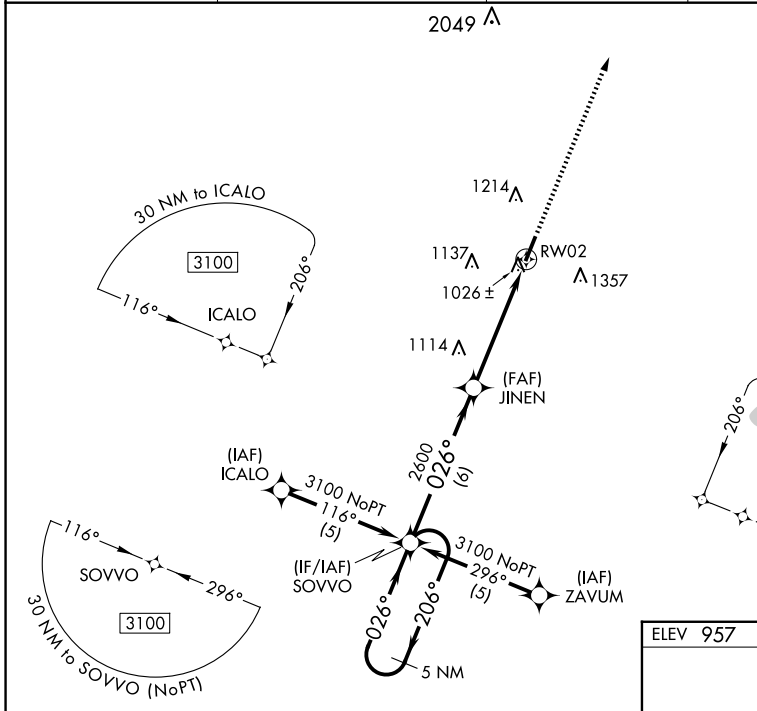 2049
30 NM to ICALO
3100
206°
116°
ICALO
1214
1137
RW02
1026 ±
1357
1114
(FAF)
JINEN
206°
2600
026°
(6)
(IAF)
ICALO
3100 NoPT
116°
(5)
(IF/IAF)
SOVVO
3100 NoPT
296°
(5)
(IAF)
ZAVUM
026°
206°
5 NM
116°
SOVVO
296°
3100
30 NM to SOVVO (NoPT)
ELEV 957